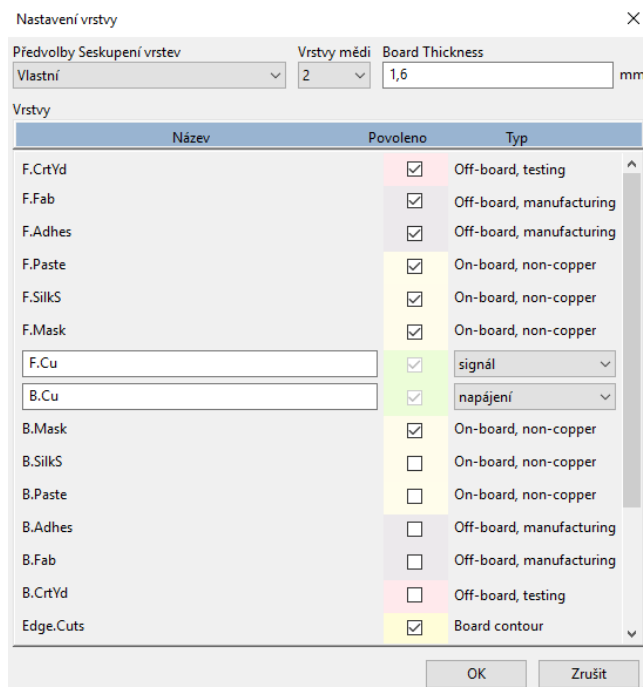 Nastavení vrstvy
Předvolby Seskupení vrstev Vrstvy mědi Board Thickness
Vlastní 2 1,6 mm
Vrstvy
Název Povoleno Typ
F.CrtYd Off-board, testing
F.Fab Off-board, manufacturing
F.Adhes Off-board, manufacturing
F.Paste On-board, non-copper
F.SilkS On-board, non-copper
F.Mask On-board, non-copper
F.Cu signál
B.Cu napájení
B.Mask On-board, non-copper
B.SilkS On-board, non-copper
B.Paste On-board, non-copper
B.Adhes Off-board, manufacturing
B.Fab Off-board, manufacturing
B.CrtYd Off-board, testing
Edge.Cuts Board contour
OK Zrušit